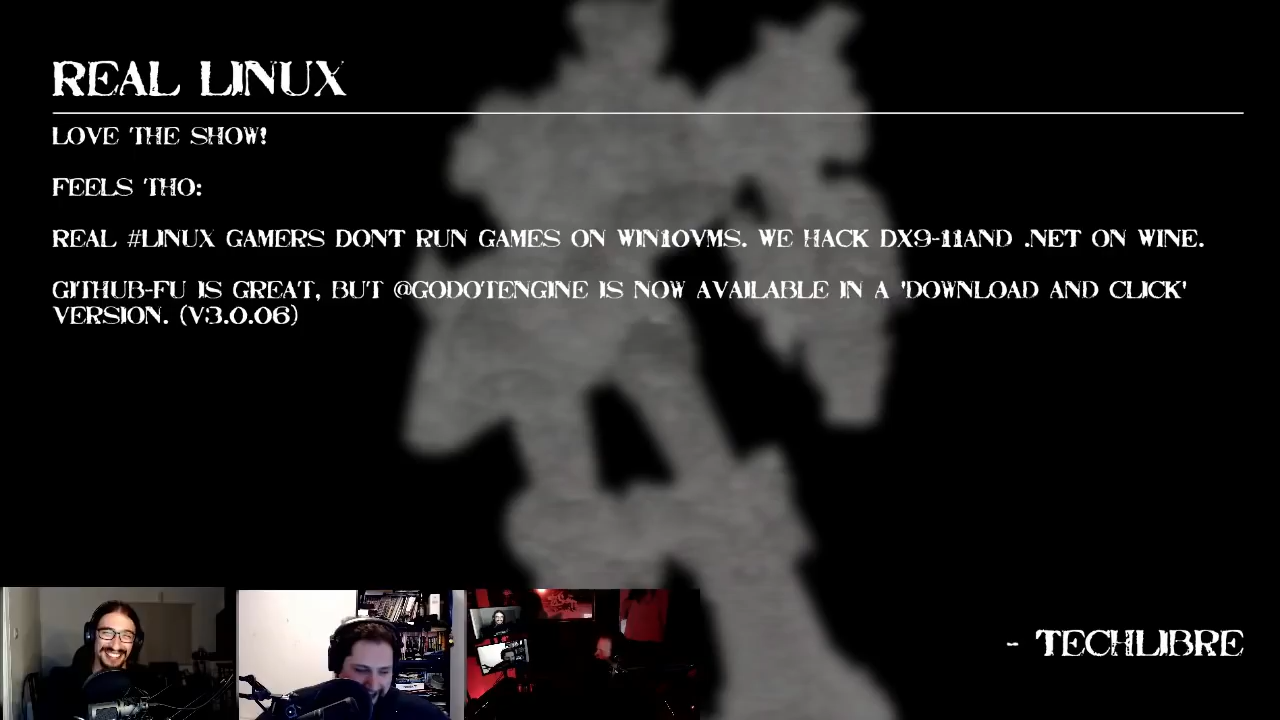 REAL LINUX
LOVE THE SHOW!
FEELS THO:
REAL #LINUX GAMERS DONT RUN GAMES ON WIN10VMS. WE HACK DX9-11AND .NET ON WINE.
GITHUB-FU IS GREAT, BUT @GODOTENGINE IS NOW AVAILABLE IN A 'DOWNLOAD AND CLICK'
VERSION. (V3.0.06)
- TECHLIBRE